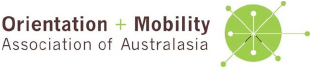 Orientation + Mobility
Association of Australasia